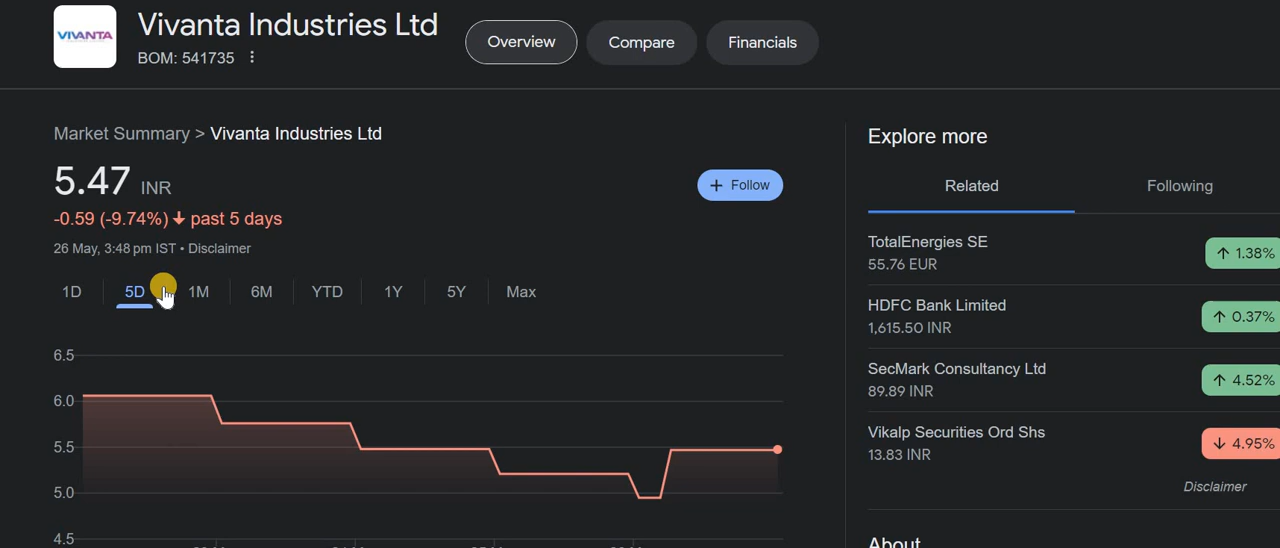 VIVANTA
Vivanta Industries Ltd
BOM: 541735
Overview
Compare
Financials
Market Summary > Vivanta Industries Ltd
5.47 INR
+ Follow
-0.59 (-9.74%) ↓ past 5 days
26 May, 3:48 pm IST • Disclaimer
1D
5D
1M
6M
YTD
1Y
5Y
Max
6.5
6.0
5.5
5.0
4.5
Explore more
Related
Following
TotalEnergies SE
55.76 EUR
↑ 1.38%
HDFC Bank Limited
1,615.50 INR
↑ 0.37%
SecMark Consultancy Ltd
89.89 INR
↑ 4.52%
Vikalp Securities Ord Shs
13.83 INR
↓ 4.95%
Disclaimer
About